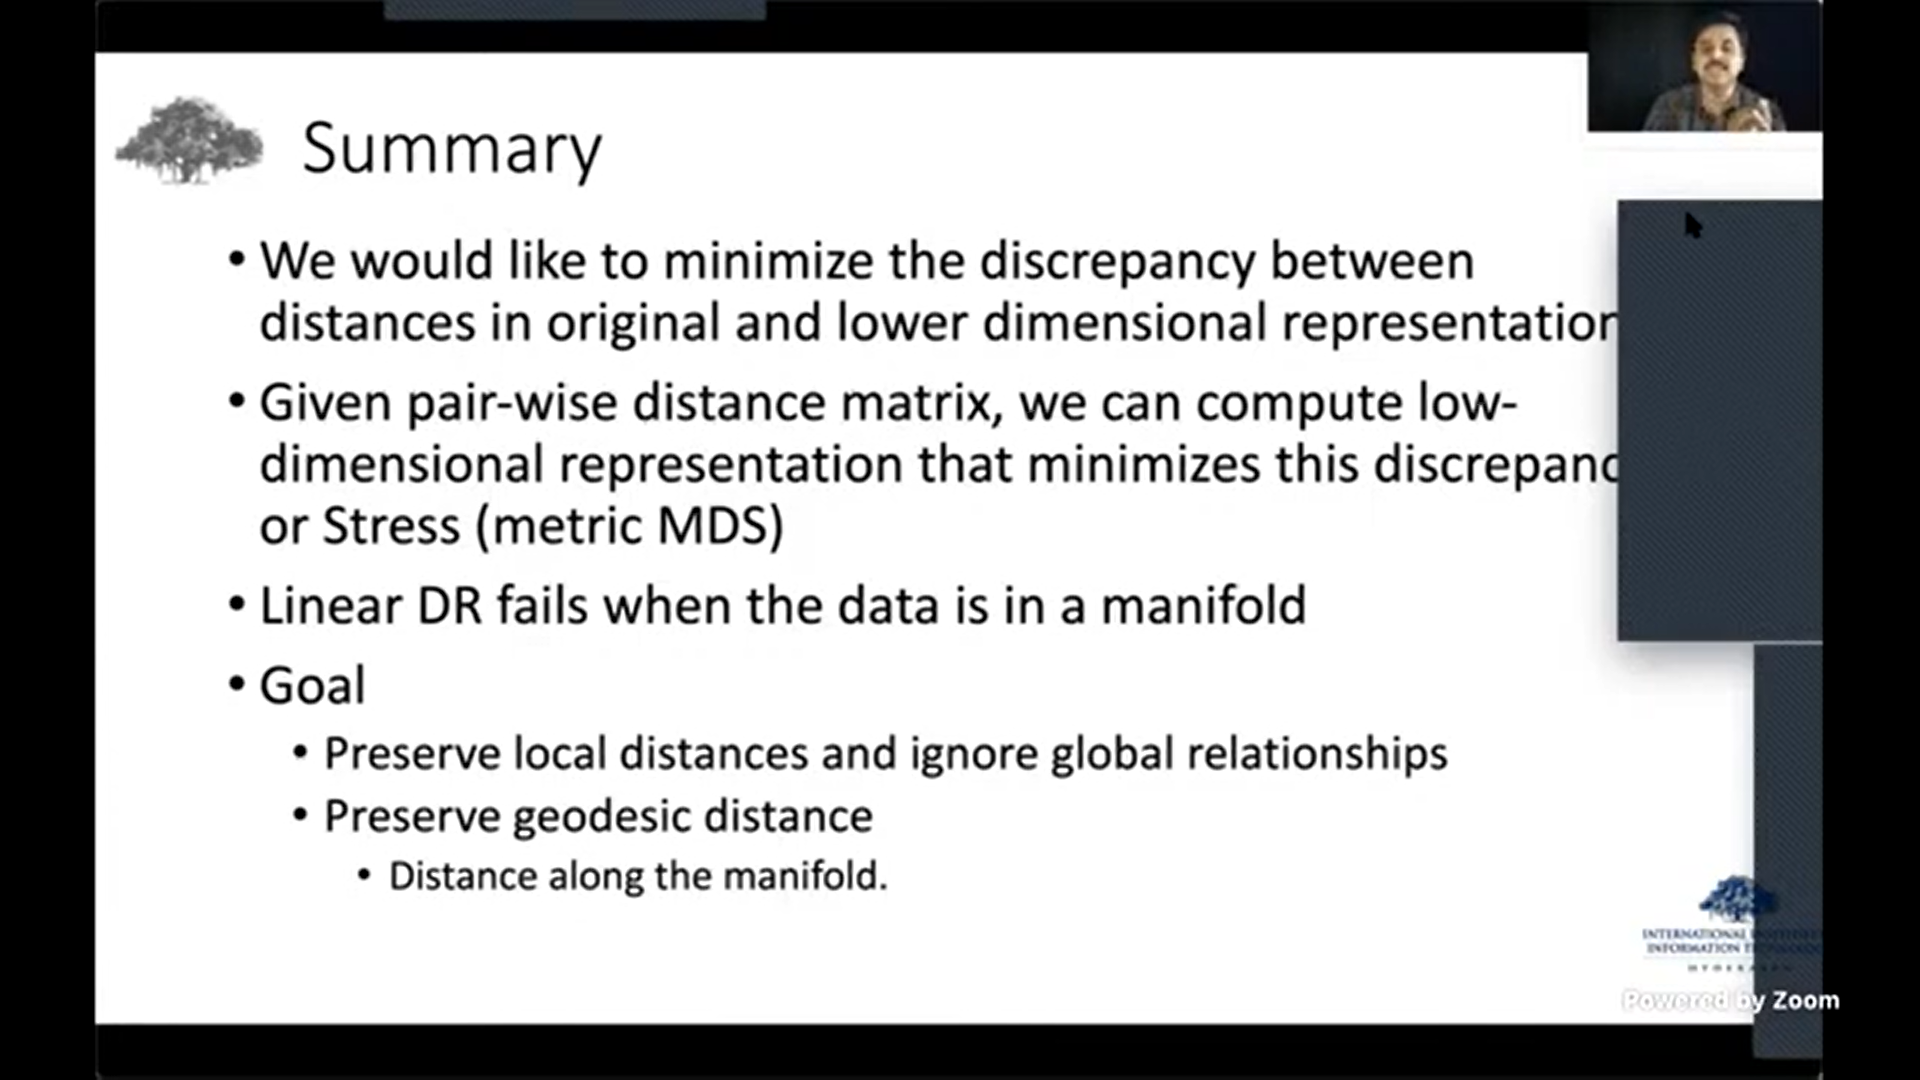 Summary
• We would like to minimize the discrepancy between
distances in original and lower dimensional representation
• Given pair-wise distance matrix, we can compute low-
dimensional representation that minimizes this discrepanc
or Stress (metric MDS)
• Linear DR fails when the data is in a manifold
• Goal
• Preserve local distances and ignore global relationships
• Preserve geodesic distance
• Distance along the manifold.
INTERNATIONAL
INFORMATION
HYDERABAD
Powered by Zoom